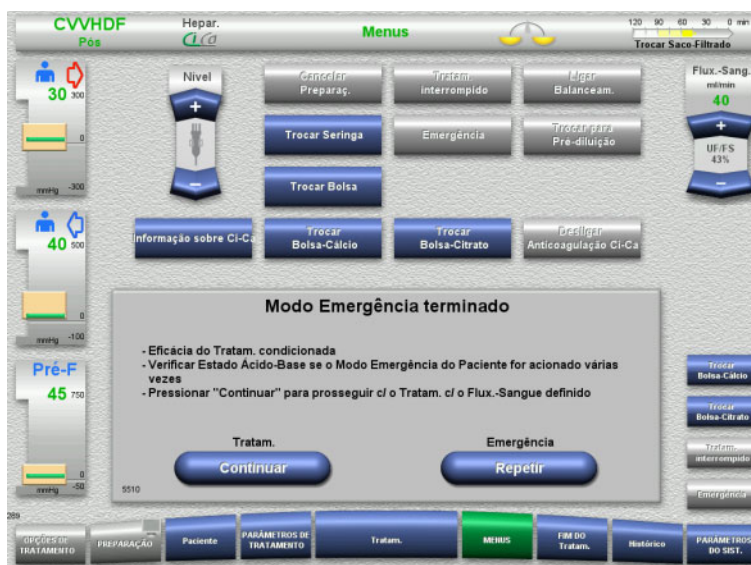 CVVHDF
Pós
Hepar.
Ci Ca
Menus
120 90 60 30 0 min
Trocar Saco-Filtrado
30 300
0
mmHg -300
40 500
0
mmHg -100
Pré-F
45 750
0
mmHg -50
Nivel
+
−
Cancelar
Preparaç.
Tratam.
interrompido
Ligar
Balanceam.
Trocar Seringa
Emergência
Trocar para
Pré-diluição
Trocar Bolsa
Informação sobre Ci-Ca
Trocar
Bolsa-Cálcio
Trocar
Bolsa-Citrato
Desligar
Anticoagulação Ci-Ca
Flux.-Sang.
ml/min
40
+
UF/FS
43%
−
Modo Emergência terminado
- Eficácia do Tratam. condicionada
- Verificar Estado Ácido-Base se o Modo Emergência do Paciente for acionado várias
vezes
- Pressionar "Continuar" para prosseguir c/ o Tratam. c/ o Flux.-Sangue definido
Tratam.
Continuar
Emergência
Repetir
5510
Trocar
Bolsa-Cálcio
Trocar
Bolsa-Citrato
Tratam.
interrompido
Emergência
269
OPÇÕES DE
TRATAMENTO
PREPARAÇÃO
Paciente
PARÂMETROS DE
TRATAMENTO
Tratam.
MENUS
FIM DO
Tratam.
Histórico
PARÂMETROS
DO SIST.